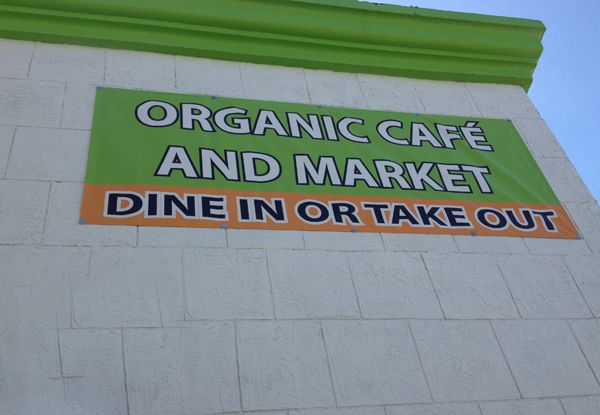 ORGANIC CAFÉ
AND MARKET
DINE IN OR TAKE OUT